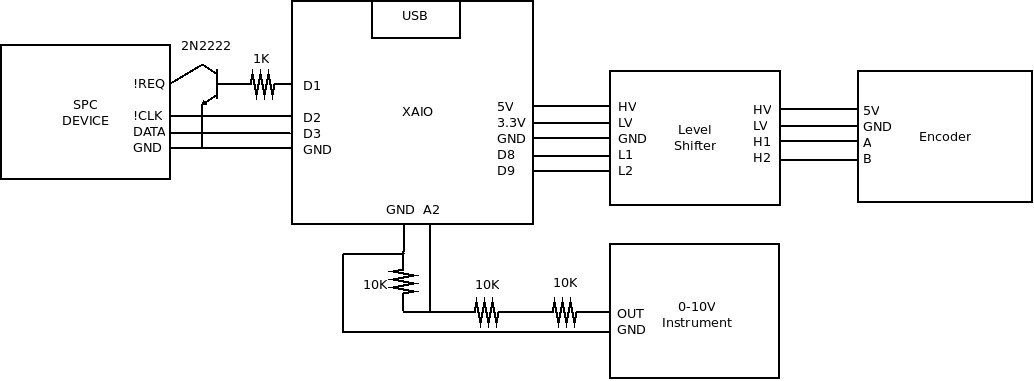 USB
2N2222
1K
!REQ
D1
SPC
DEVICE
!CLK
DATA
GND
D2
D3
GND
XAIO
5V
3.3V
GND
D8
D9
HV
LV
GND
L1
L2
Level
Shifter
HV
LV
H1
H2
5V
GND
A
B
Encoder
GND A2
10K
10K
10K
OUT
GND
0-10V
Instrument